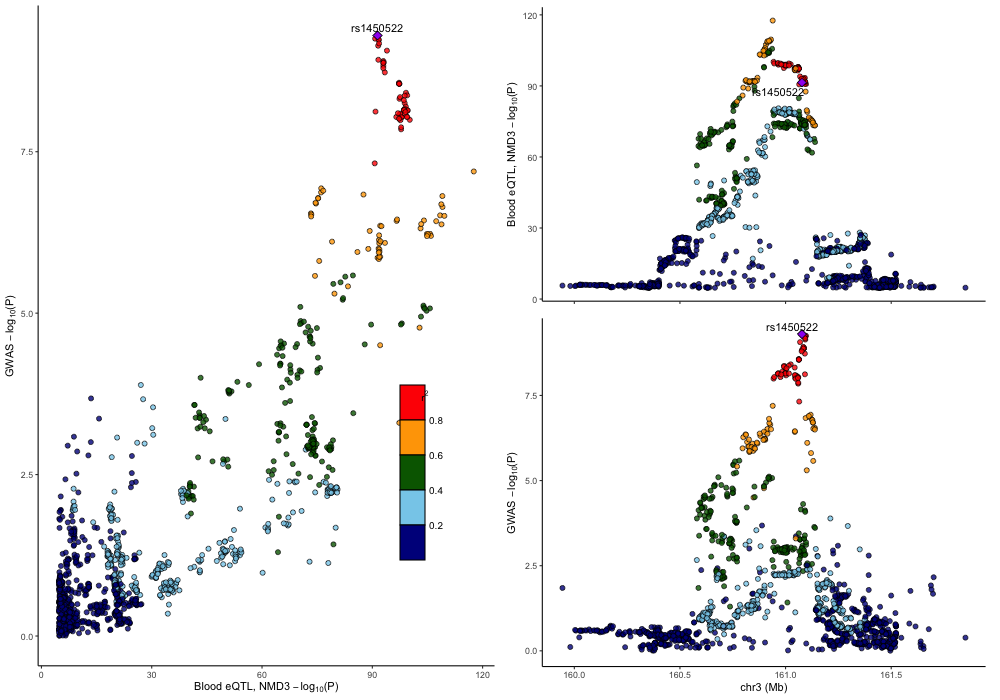 rs1450522
7.5
5.0
2.5
0.0
GWAS − log₁₀(P)
0
30
60
90
120
Blood eQTL, NMD3 − log₁₀(P)
r²
0.8
0.6
0.4
0.2
120
90
60
30
0
Blood eQTL, NMD3 − log₁₀(P)
rs1450522
rs1450522
7.5
5.0
2.5
0.0
GWAS − log₁₀(P)
160.0
160.5
161.0
161.5
chr3 (Mb)